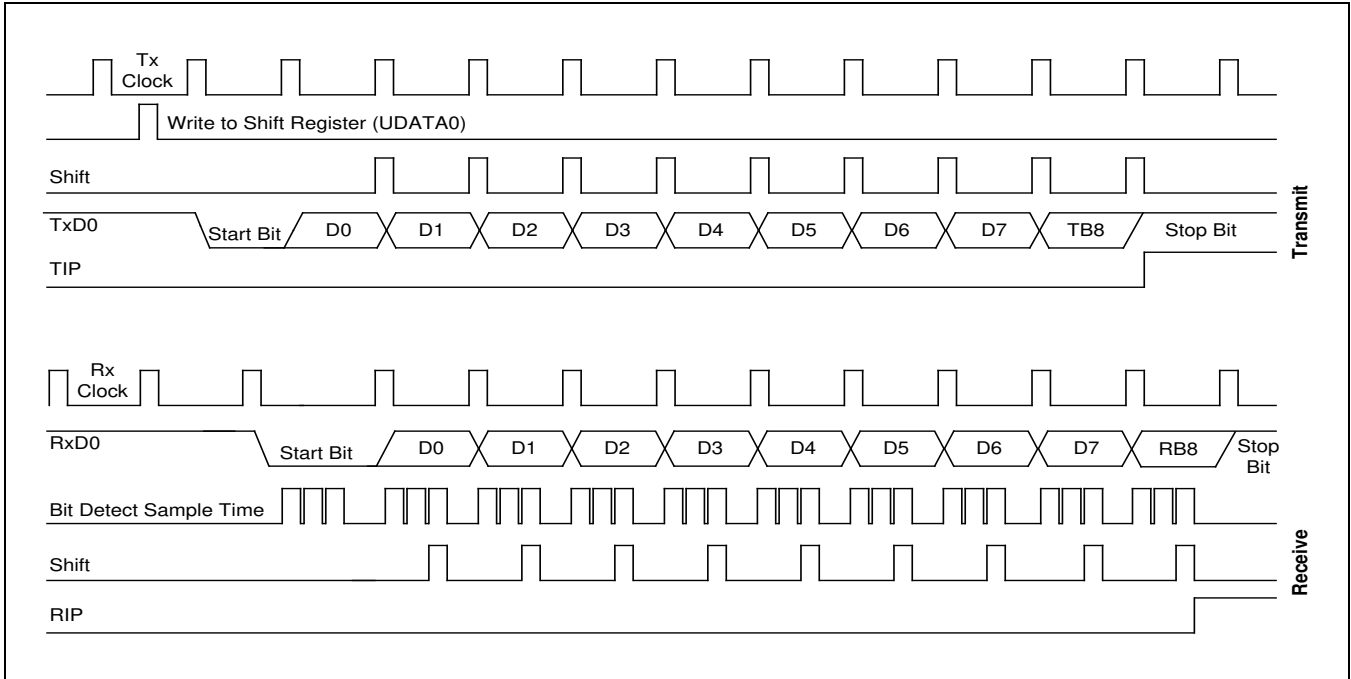 Tx
Clock
Write to Shift Register (UDATA0)
Shift
TxD0
Start Bit D0 D1 D2 D3 D4 D5 D6 D7 TB8 Stop Bit
TIP
Transmit
Rx
Clock
RxD0
Start Bit D0 D1 D2 D3 D4 D5 D6 D7 RB8 Stop
Bit
Bit Detect Sample Time
Shift
RIP
Receive